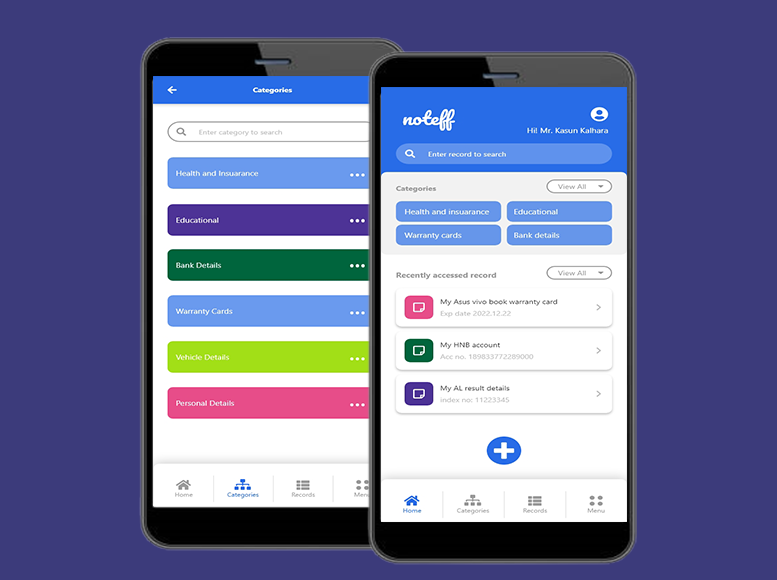 Categories
Enter category to search
Health and Insuarance
Educational
Bank Details
Warranty Cards
Vehicle Details
Personal Details
Home
Categories
Records
noteff
Hi! Mr. Kasun Kalhara
Enter record to search
Categories
View All
Health and insuarance
Educational
Warranty cards
Bank details
Recently accessed record
View All
My Asus vivo book warranty card
Exp date 2022.12.22
My HNB account
Acc no. 189833772289000
My AL result details
index no: 11223345
Home
Categories
Records
Menu